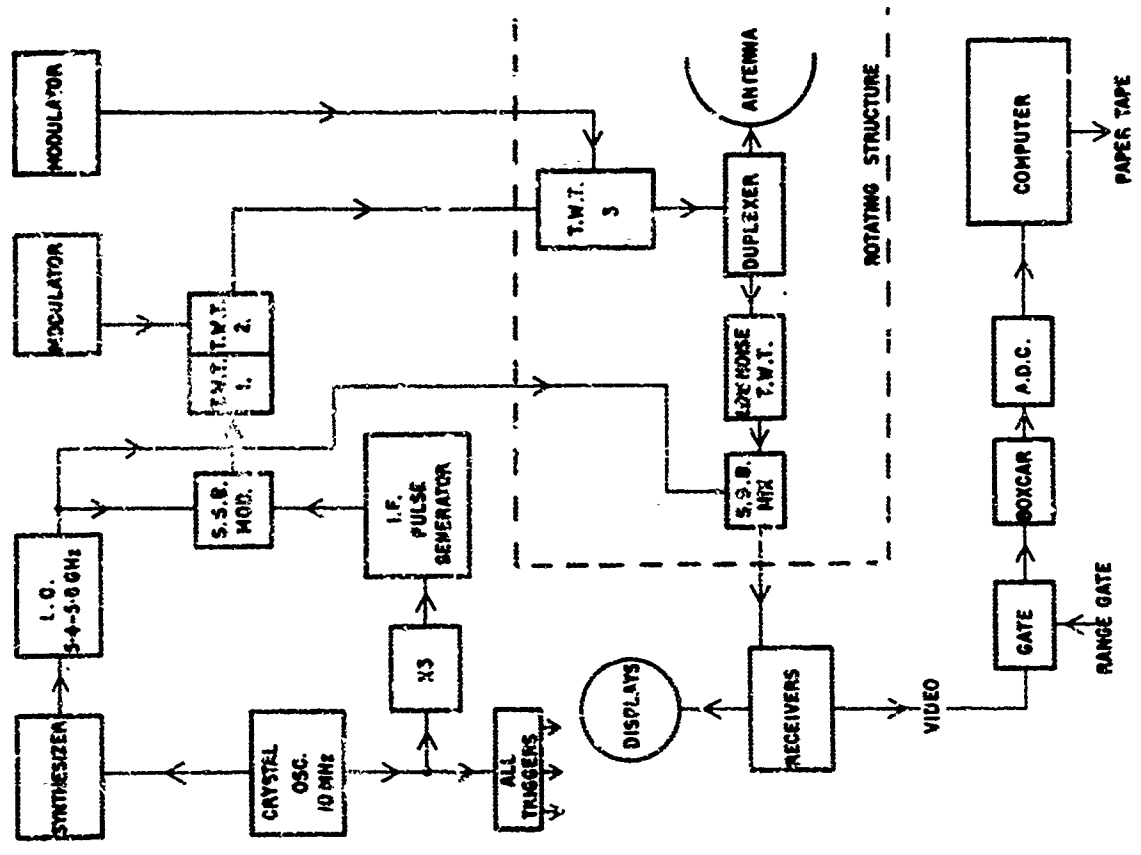 SYNTHESIZER
L.O.
5·4-5·8 GHz
MODULATOR
MODULATOR
CRYSTEL
OSC.
10 MHz
S.S.B.
MOD.
T.W.T.
1.
T.W.T.
2.
X3
I.F.
PULSE
GENERATOR
ALL
TRIGGERS
T.W.T.
3
DISPLAYS
RECEIVERS
S.S.B.
MIX
LOW NOISE
T.W.T.
DUPLEXER
ANTENNA
ROTATING STRUCTURE
VIDEO
GATE
RANGE GATE
BOXCAR
A.D.C.
COMPUTER
PAPER TAPE